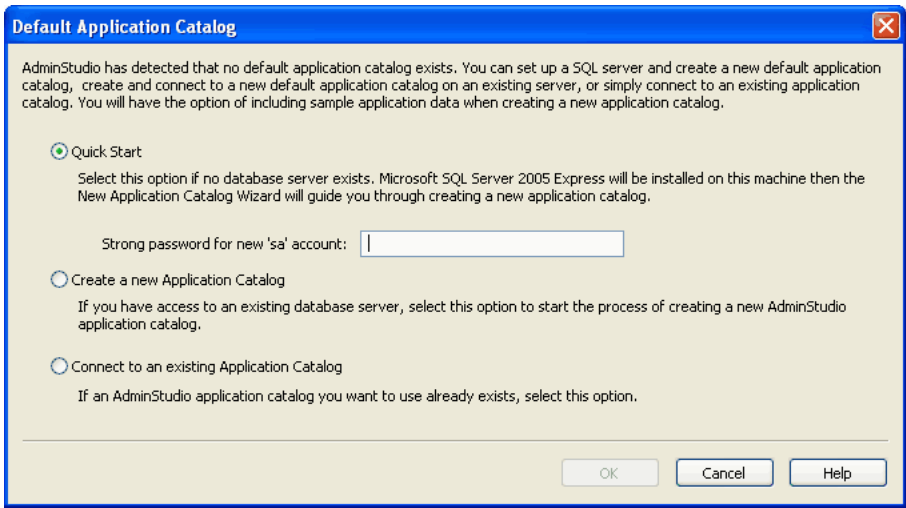 Default Application Catalog
AdminStudio has detected that no default application catalog exists. You can set up a SQL server and create a new default application
catalog, create and connect to a new default application catalog on an existing server, or simply connect to an existing application
catalog. You will have the option of including sample application data when creating a new application catalog.
Quick Start
Select this option if no database server exists. Microsoft SQL Server 2005 Express will be installed on this machine then the
New Application Catalog Wizard will guide you through creating a new application catalog.
Strong password for new 'sa' account:
Create a new Application Catalog
If you have access to an existing database server, select this option to start the process of creating a new AdminStudio
application catalog.
Connect to an existing Application Catalog
If an AdminStudio application catalog you want to use already exists, select this option.
OK Cancel Help